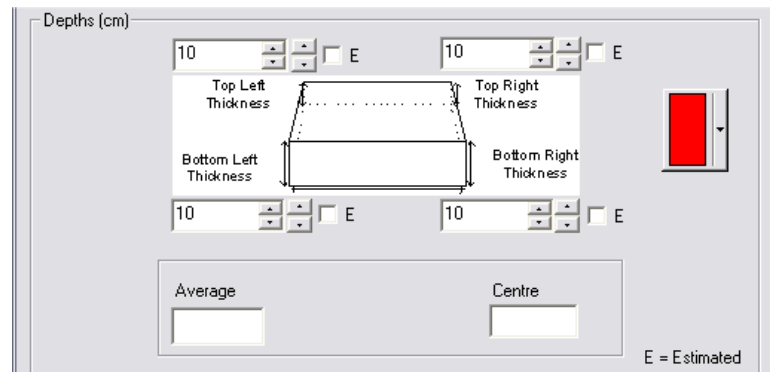 Depths (cm)
10 E 10 E
Top Left
Thickness
Top Right
Thickness
Bottom Left
Thickness
Bottom Right
Thickness
10 E 10 E
Average Centre
E = Estimated